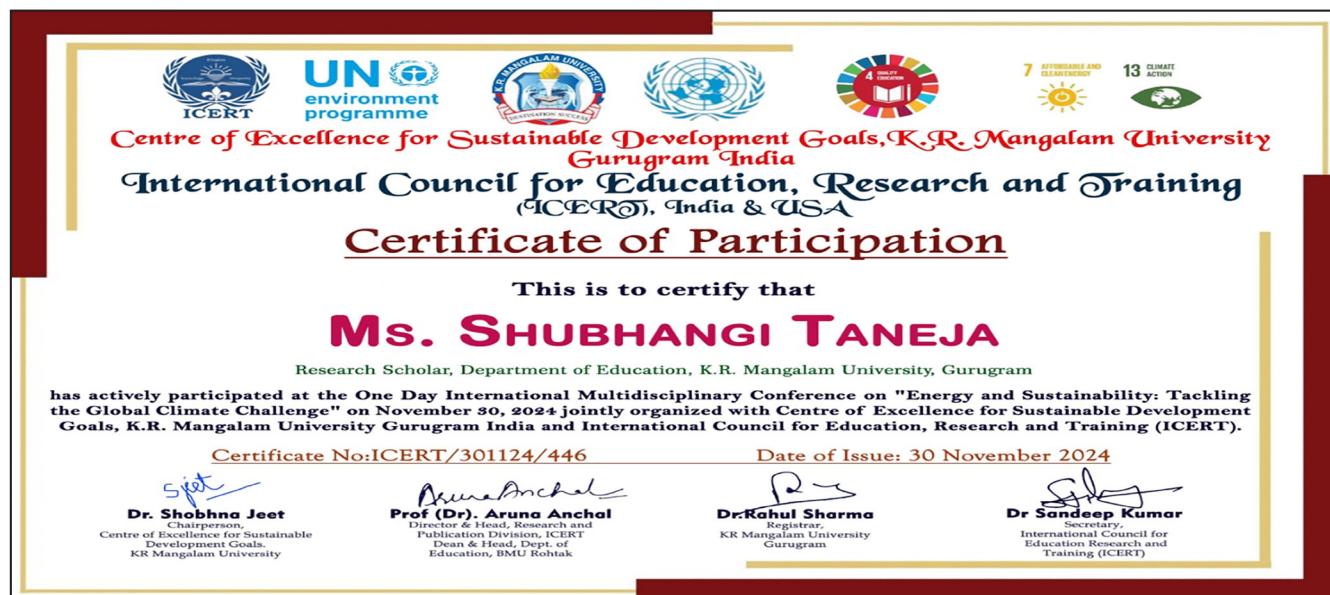 ICERT
UN
environment
programme
K.R. MANGALAM UNIVERSITY
DESTINATION SUCCESS
4 QUALITY
EDUCATION
7 AFFORDABLE AND
CLEAN ENERGY
13 CLIMATE
ACTION
Centre of Excellence for Sustainable Development Goals,K.R. Mangalam University
Gurugram India
International Council for Education, Research and Training
(ICERT), India & USA
Certificate of Participation
This is to certify that
Ms. Shubhangi Taneja
Research Scholar, Department of Education, K.R. Mangalam University, Gurugram
has actively participated at the One Day International Multidisciplinary Conference on "Energy and Sustainability: Tackling
the Global Climate Challenge" on November 30, 2024 jointly organized with Centre of Excellence for Sustainable Development
Goals, K.R. Mangalam University Gurugram India and International Council for Education, Research and Training (ICERT).
Certificate No:ICERT/301124/446
Date of Issue: 30 November 2024
Sjeet
Dr. Shobhna Jeet
Chairperson,
Centre of Excellence for Sustainable
Development Goals.
KR Mangalam University
Aruna Anchal
Prof (Dr). Aruna Anchal
Director & Head, Research and
Publication Division, ICERT
Dean & Head, Dept. of
Education, BMU Rohtak
Dr.Rahul Sharma
Registrar,
KR Mangalam University
Gurugram
Dr Sandeep Kumar
Secretary,
International Council for
Education Research and
Training (ICERT)